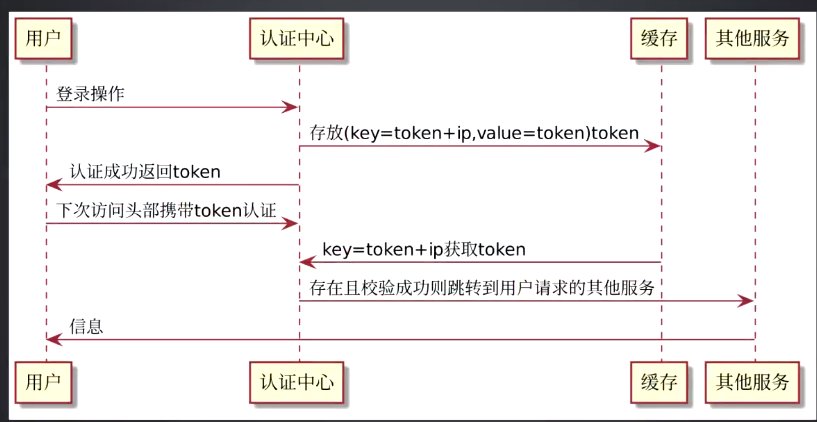 用户 认证中心 缓存 其他服务
登录操作
存放(key=token+ip,value=token)token
认证成功返回token
下次访问头部携带token认证
key=token+ip获取token
存在且校验成功则跳转到用户请求的其他服务
信息
用户 认证中心 缓存 其他服务